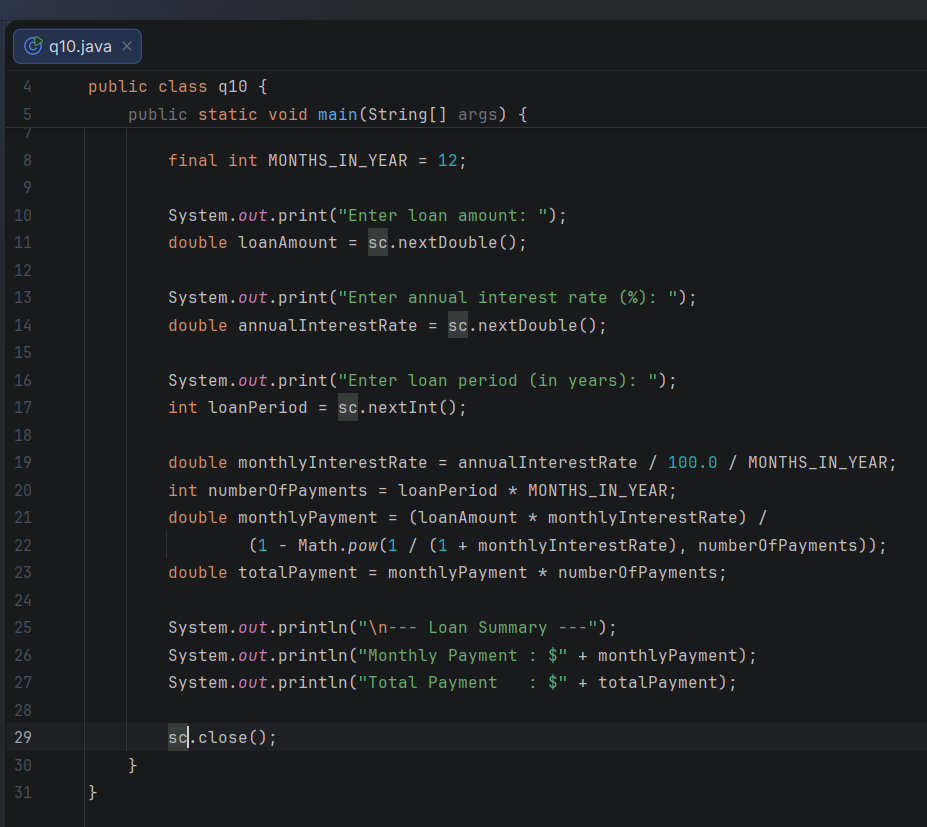 q10.java
4 public class q10 {
5 public static void main(String[] args) {
7
8 final int MONTHS_IN_YEAR = 12;
9
10 System.out.print("Enter loan amount: ");
11 double loanAmount = sc.nextDouble();
12
13 System.out.print("Enter annual interest rate (%): ");
14 double annualInterestRate = sc.nextDouble();
15
16 System.out.print("Enter loan period (in years): ");
17 int loanPeriod = sc.nextInt();
18
19 double monthlyInterestRate = annualInterestRate / 100.0 / MONTHS_IN_YEAR;
20 int numberOfPayments = loanPeriod * MONTHS_IN_YEAR;
21 double monthlyPayment = (loanAmount * monthlyInterestRate) /
22 (1 - Math.pow(1 / (1 + monthlyInterestRate), numberOfPayments));
23 double totalPayment = monthlyPayment * numberOfPayments;
24
25 System.out.println("\n--- Loan Summary ---");
26 System.out.println("Monthly Payment : $" + monthlyPayment);
27 System.out.println("Total Payment   : $" + totalPayment);
28
29 sc.close();
30 }
31 }